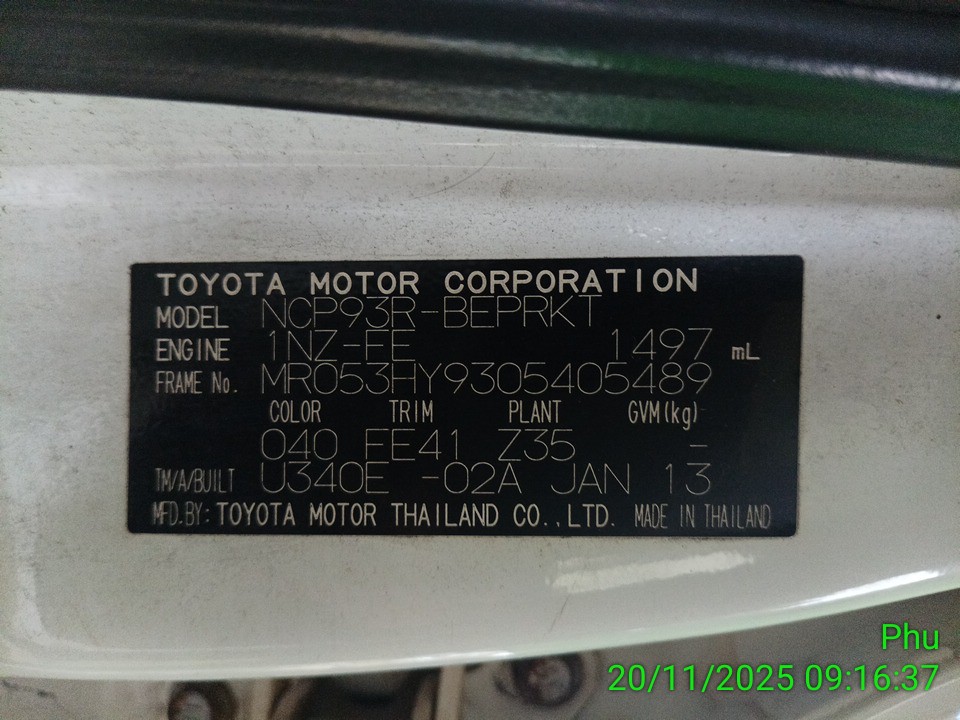 TOYOTA MOTOR CORPORATION
MODEL NCP93R-BEPRKT
ENGINE 1NZ-FE 1497 mL
FRAME No. MR053HY9305405489
COLOR TRIM PLANT GVM(kg)
040 FE41 Z35 -
TM/A/BUILT U340E -02A JAN 13
MFD.BY:TOYOTA MOTOR THAILAND CO.,LTD. MADE IN THAILAND
Phu
20/11/2025 09:16:37